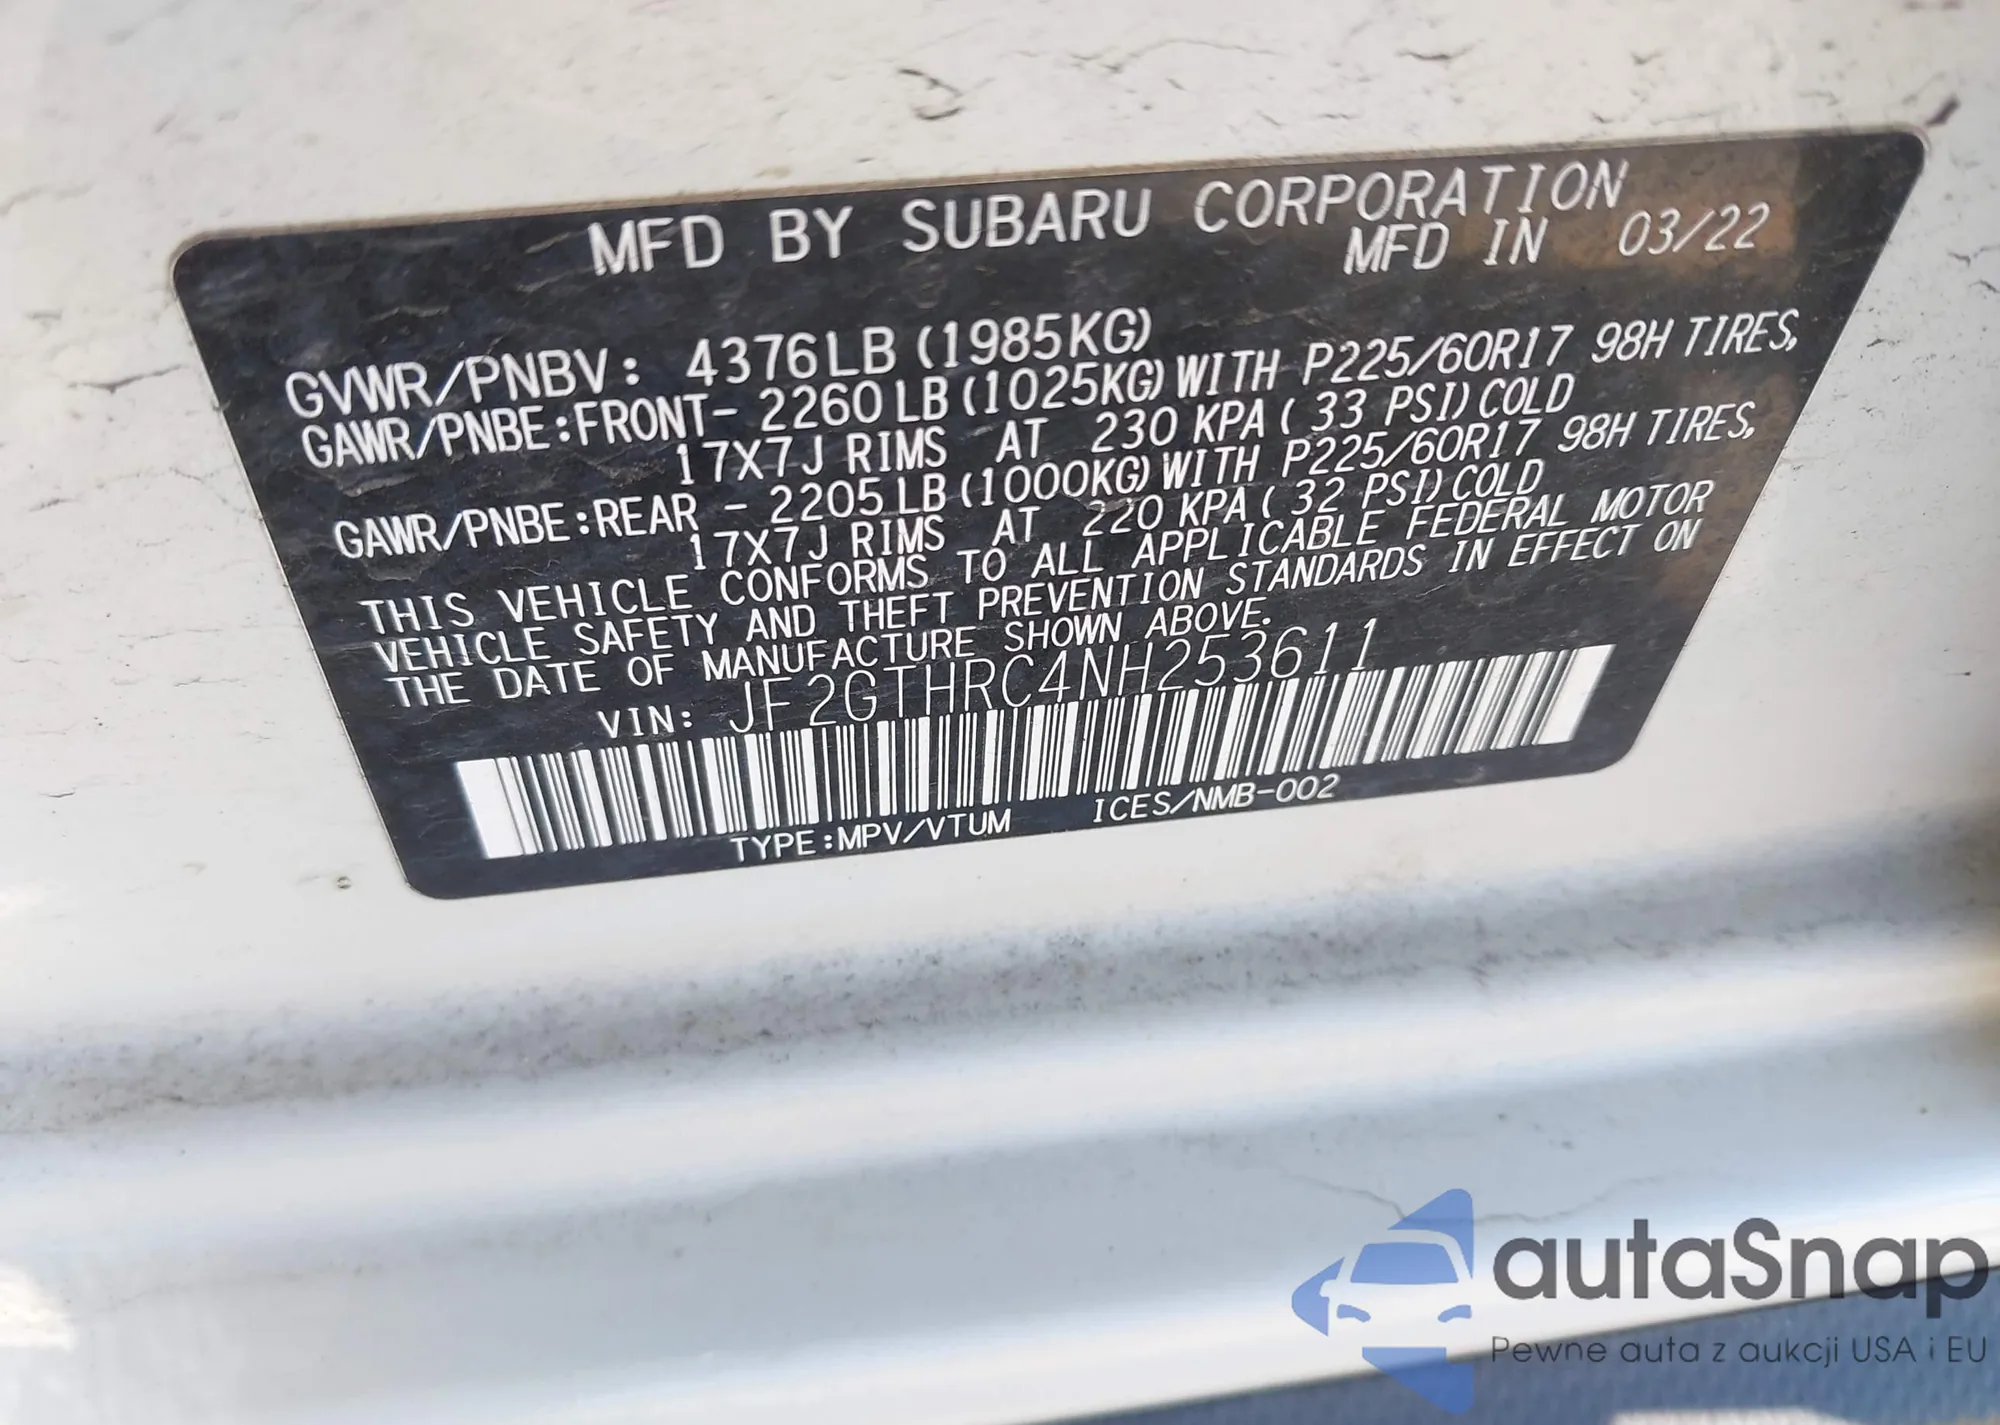 MFD BY SUBARU CORPORATION
MFD IN 03/22
GVWR/PNBV: 4376LB (1985KG)
GAWR/PNBE:FRONT- 2260LB (1025KG) WITH P225/60R17 98H TIRES,
17X7J RIMS AT 230 KPA ( 33 PSI) COLD
GAWR/PNBE:REAR - 2205LB (1000KG) WITH P225/60R17 98H TIRES,
17X7J RIMS AT 220 KPA ( 32 PSI) COLD
THIS VEHICLE CONFORMS TO ALL APPLICABLE FEDERAL MOTOR
VEHICLE SAFETY AND THEFT PREVENTION STANDARDS IN EFFECT ON
THE DATE OF MANUFACTURE SHOWN ABOVE.
VIN: JF2GTHRC4NH253611
TYPE:MPV/VTUM ICES/NMB-002
autaSnap
Pewne auta z aukcji USA i EU